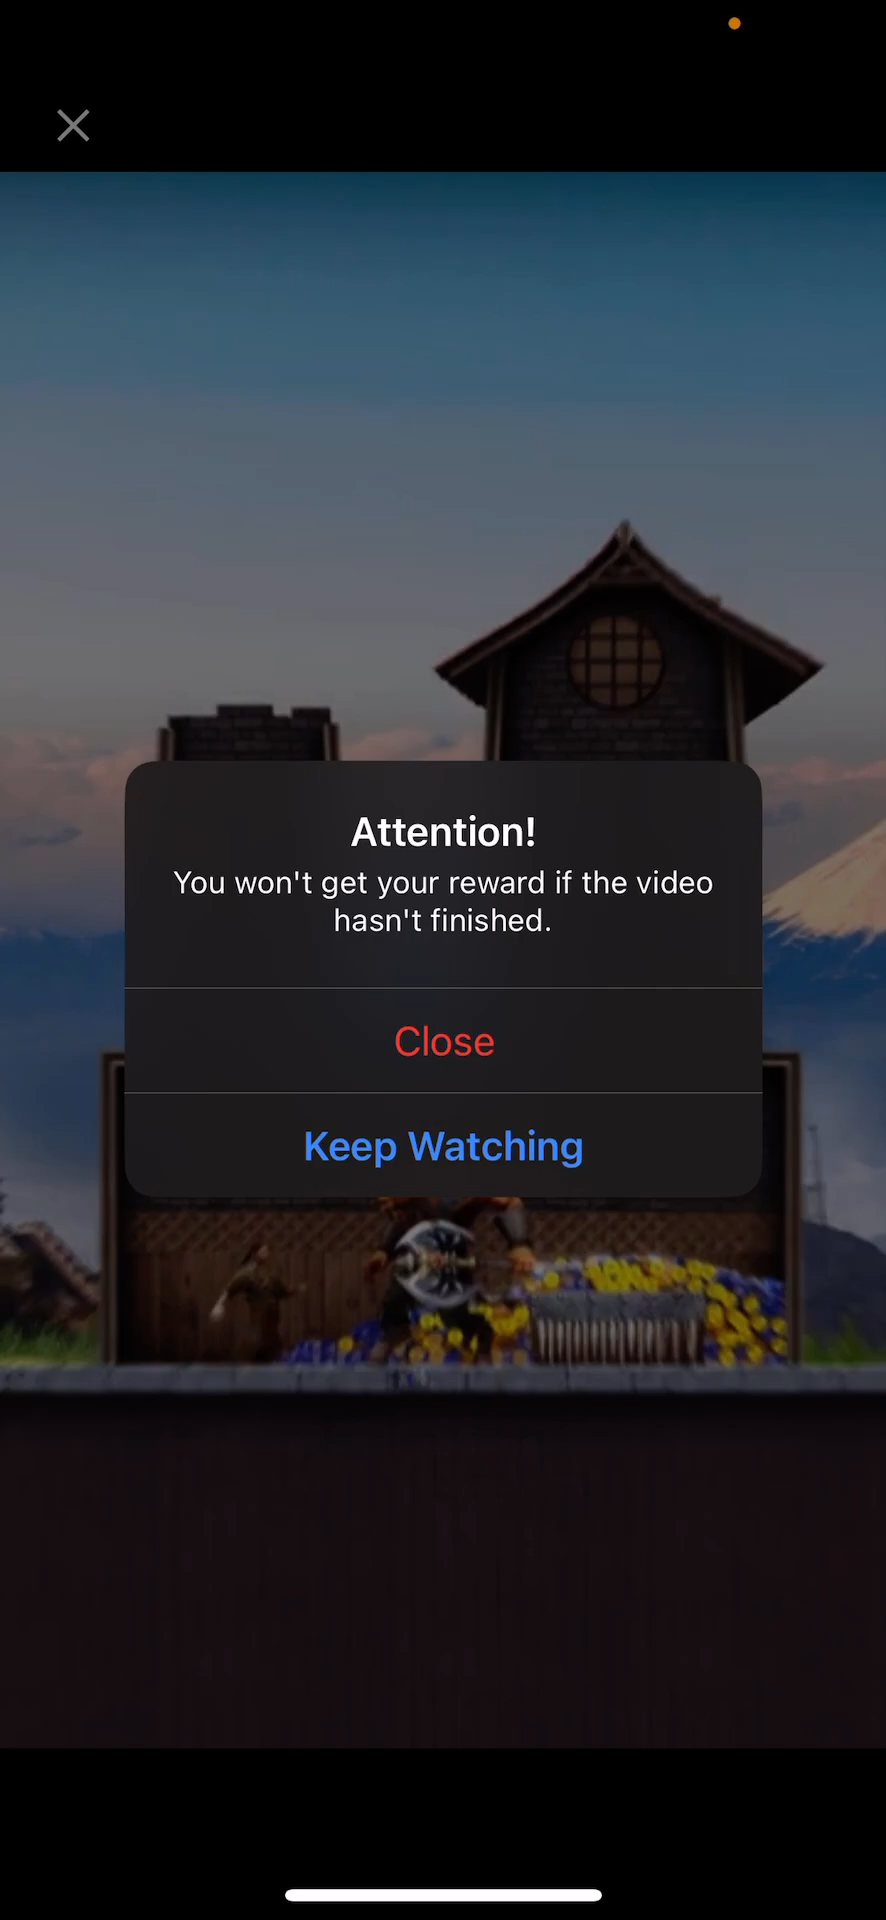 Attention!
You won't get your reward if the video
hasn't finished.
Close
Keep Watching